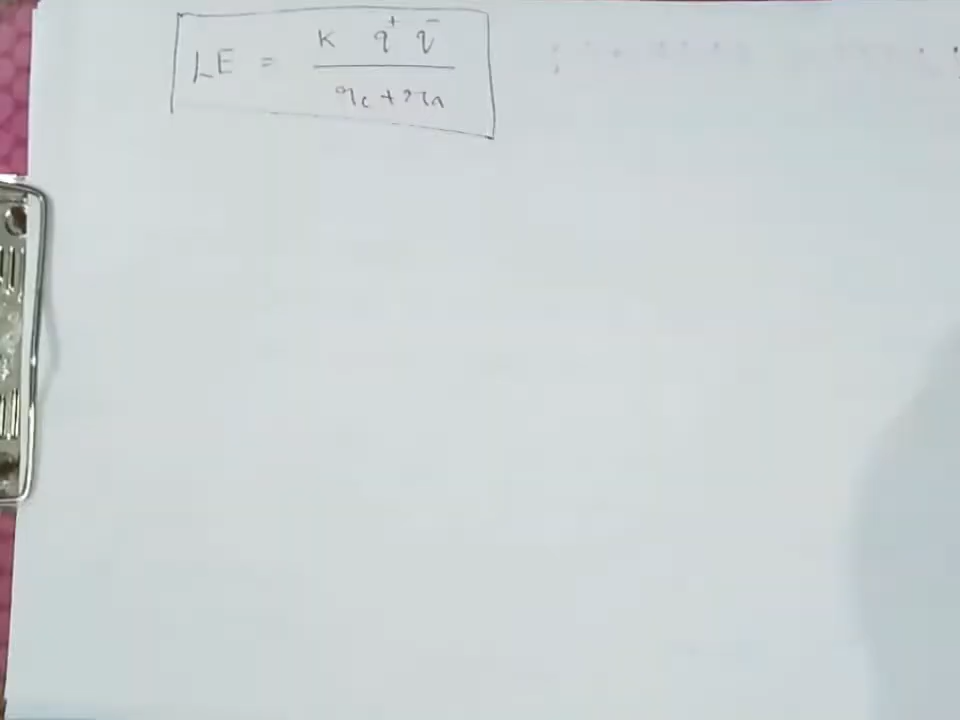 LE = K q⁺ q⁻ / r_c + r_a